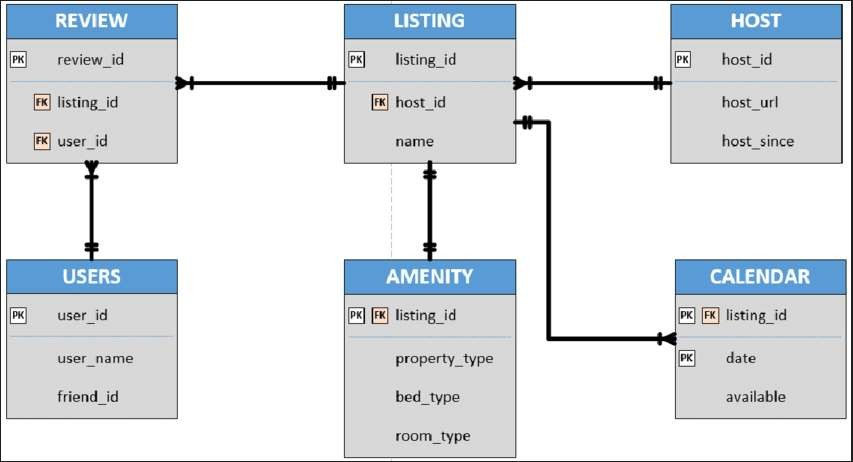 REVIEW
PK review_id
FK listing_id
FK user_id
LISTING
PK listing_id
FK host_id
name
HOST
PK host_id
host_url
host_since
USERS
PK user_id
user_name
friend_id
AMENITY
PK FK listing_id
property_type
bed_type
room_type
CALENDAR
PK FK listing_id
PK date
available